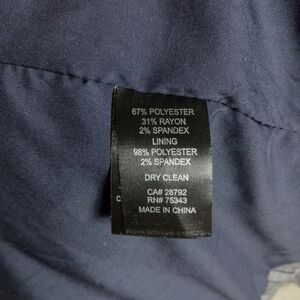 67% POLYESTER
31% RAYON
2% SPANDEX
LINING
98% POLYESTER
2% SPANDEX
DRY CLEAN
CA# 28792
RN# 75343
MADE IN CHINA